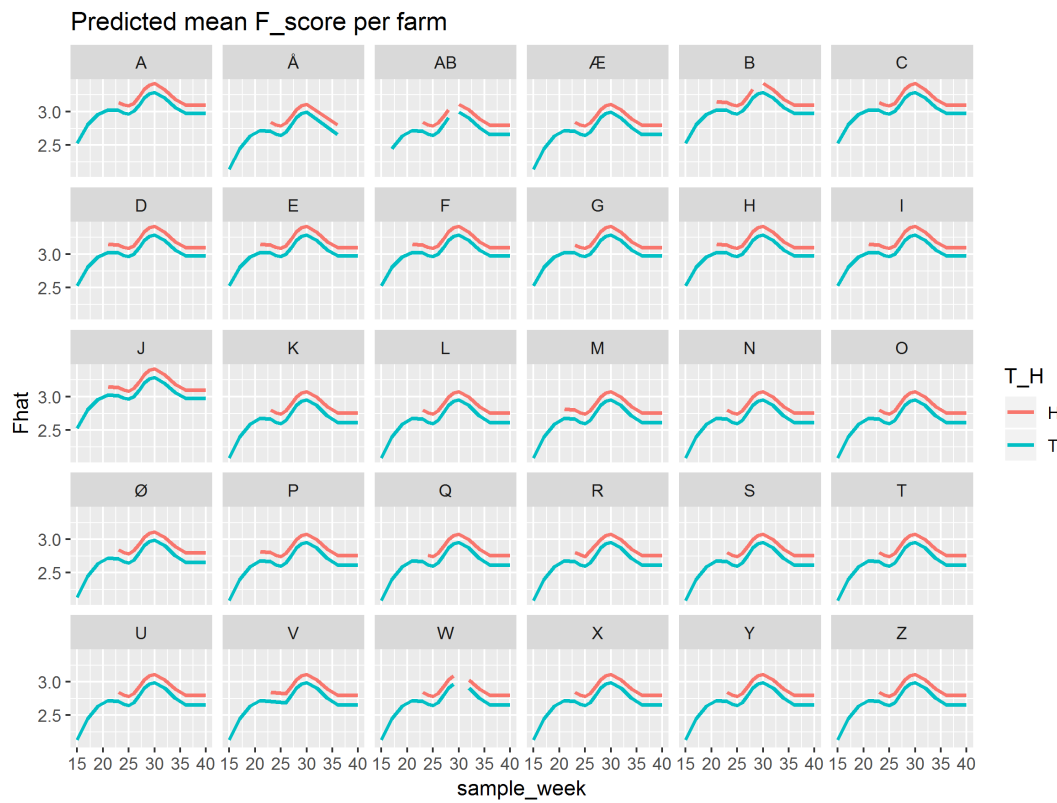 Predicted mean F_score per farm
A Å AB Æ B C
3.0
2.5
D E F G H I
3.0
2.5
J K L M N O
3.0
2.5
Ø P Q R S T
3.0
2.5
U V W X Y Z
3.0
2.5
15 20 25 30 35 40 15 20 25 30 35 40 15 20 25 30 35 40 15 20 25 30 35 40 15 20 25 30 35 40 15 20 25 30 35 40
sample_week
Fhat
T_H
H
T